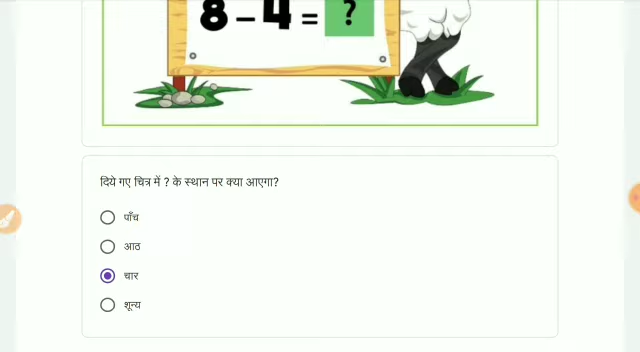 8-4= ?
दिये गए चित्र में ? के स्थान पर क्या आएगा?
पाँच
आठ
चार
शून्य